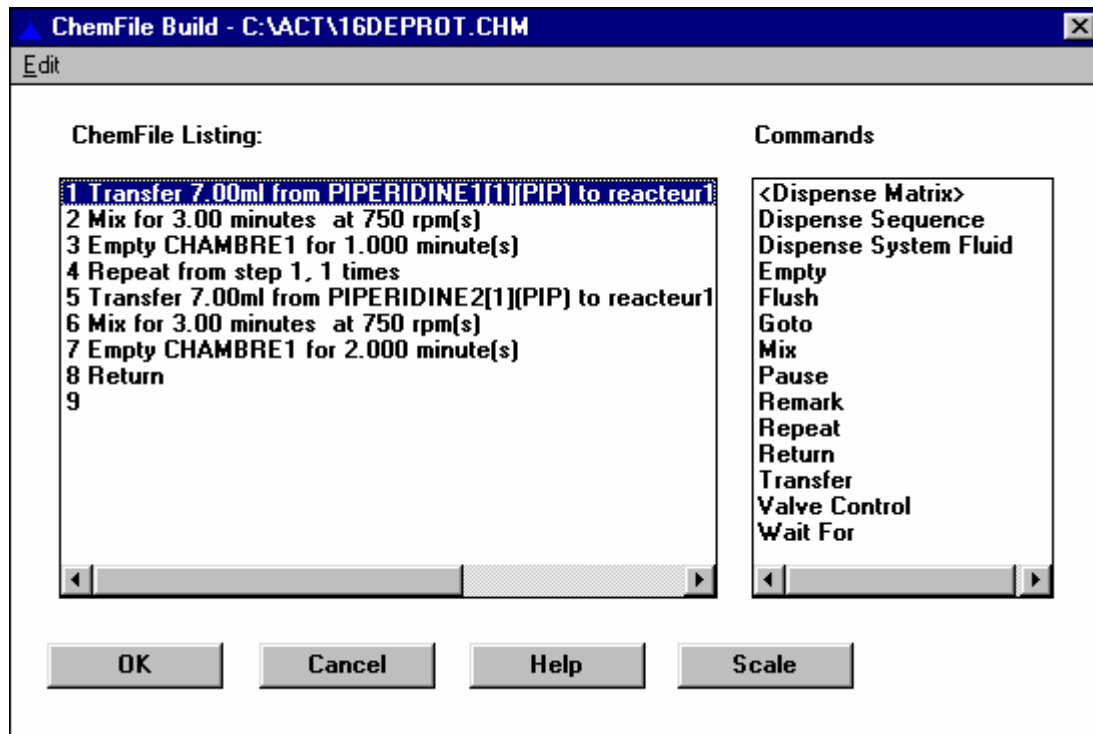 ChemFile Build - C:\ACT\16DEPROT.CHM
Edit
ChemFile Listing:
1 Transfer 7.00ml from PIPERIDINE1[1](PIP) to reacteur1
2 Mix for 3.00 minutes  at 750 rpm(s)
3 Empty CHAMBRE1 for 1.000 minute(s)
4 Repeat from step 1, 1 times
5 Transfer 7.00ml from PIPERIDINE2[1](PIP) to reacteur1
6 Mix for 3.00 minutes  at 750 rpm(s)
7 Empty CHAMBRE1 for 2.000 minute(s)
8 Return
9
Commands
<Dispense Matrix>
Dispense Sequence
Dispense System Fluid
Empty
Flush
Goto
Mix
Pause
Remark
Repeat
Return
Transfer
Valve Control
Wait For
OK
Cancel
Help
Scale